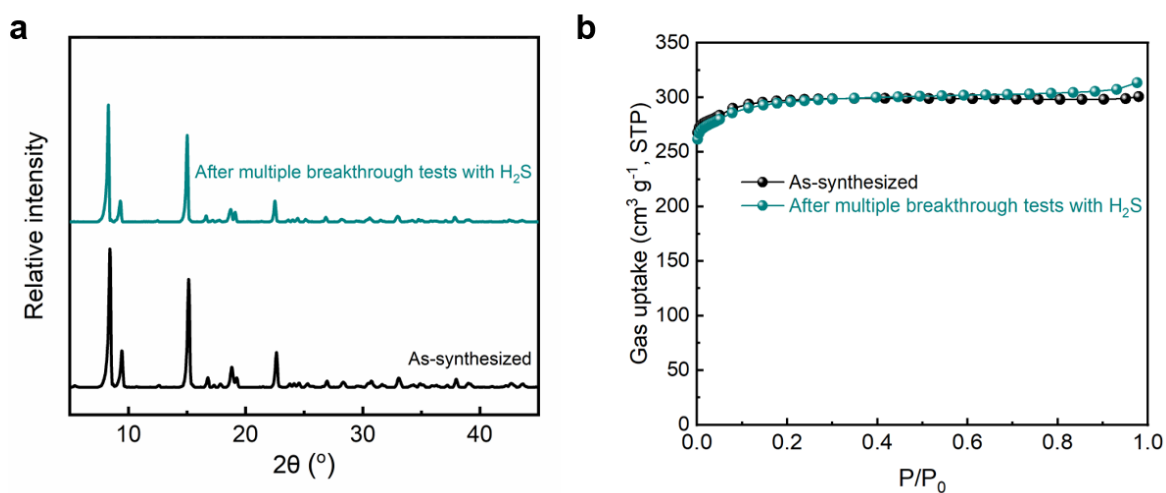 a
Relative intensity
After multiple breakthrough tests with H₂S
As-synthesized
10
20
30
40
2θ (°)
b
Gas uptake (cm³ g⁻¹, STP)
350
300
250
200
150
100
50
0
As-synthesized
After multiple breakthrough tests with H₂S
0.0
0.2
0.4
0.6
0.8
1.0
P/P₀